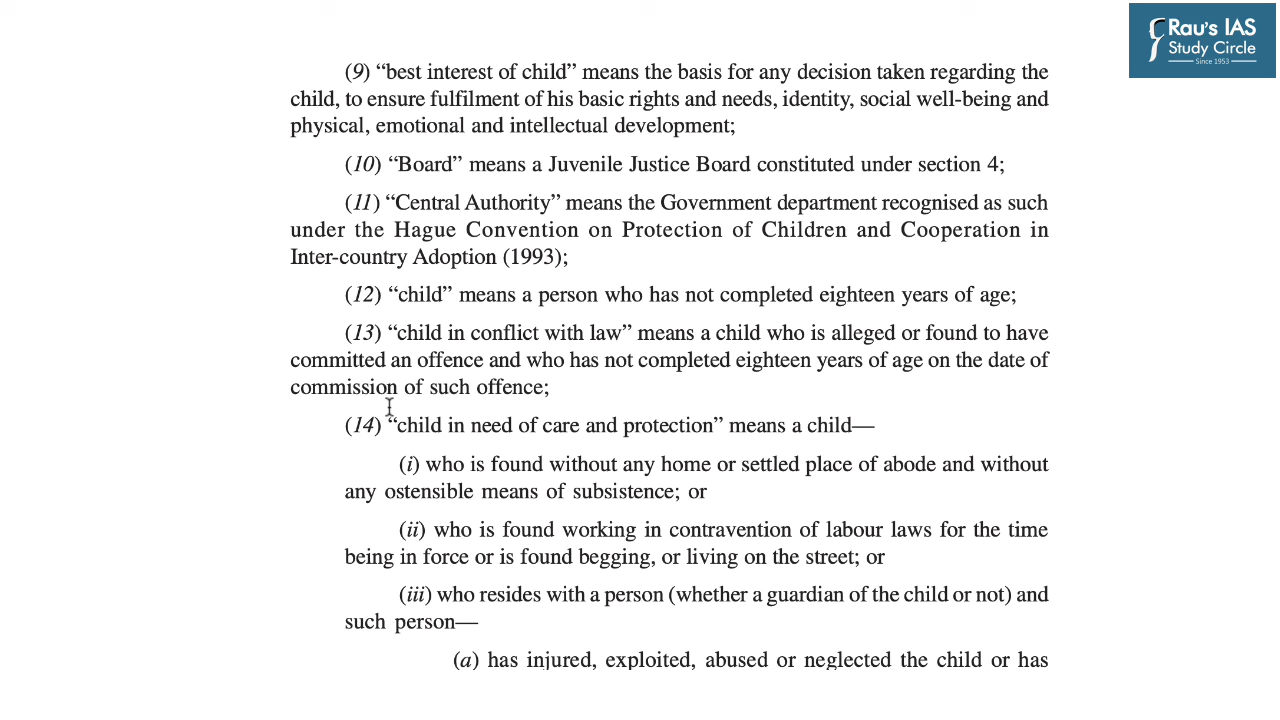 Rau's IAS
Study Circle
Since 1953
(9) “best interest of child” means the basis for any decision taken regarding the
child, to ensure fulfilment of his basic rights and needs, identity, social well-being and
physical, emotional and intellectual development;
(10) “Board” means a Juvenile Justice Board constituted under section 4;
(11) “Central Authority” means the Government department recognised as such
under the Hague Convention on Protection of Children and Cooperation in
Inter-country Adoption (1993);
(12) “child” means a person who has not completed eighteen years of age;
(13) “child in conflict with law” means a child who is alleged or found to have
committed an offence and who has not completed eighteen years of age on the date of
commission of such offence;
(14) “child in need of care and protection” means a child—
(i) who is found without any home or settled place of abode and without
any ostensible means of subsistence; or
(ii) who is found working in contravention of labour laws for the time
being in force or is found begging, or living on the street; or
(iii) who resides with a person (whether a guardian of the child or not) and
such person—
(a) has injured, exploited, abused or neglected the child or has